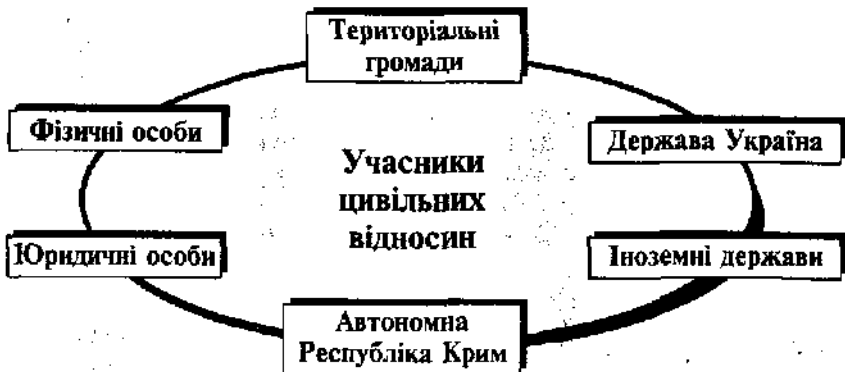 Територіальні
громади
Фізичні особи
Держава Україна
Учасники
цивільних
відносин
Юридичні особи
Іноземні держави
Автономна
Республіка Крим